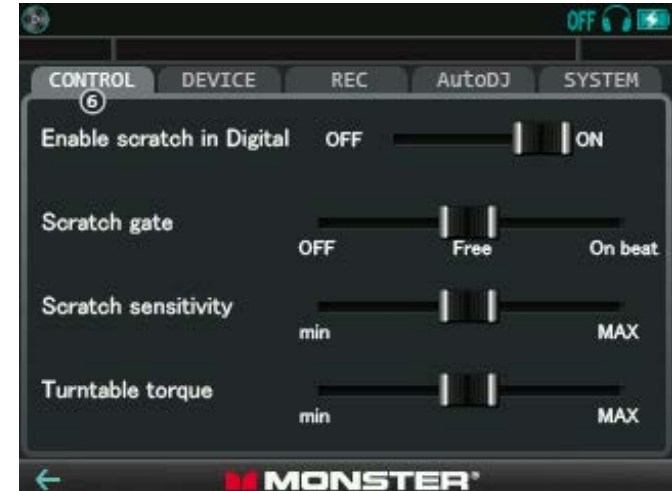 OFF
CONTROL DEVICE REC AutoDJ SYSTEM
6
Enable scratch in Digital OFF ON
Scratch gate
OFF Free On beat
Scratch sensitivity
min MAX
Turntable torque
min MAX
MONSTER®